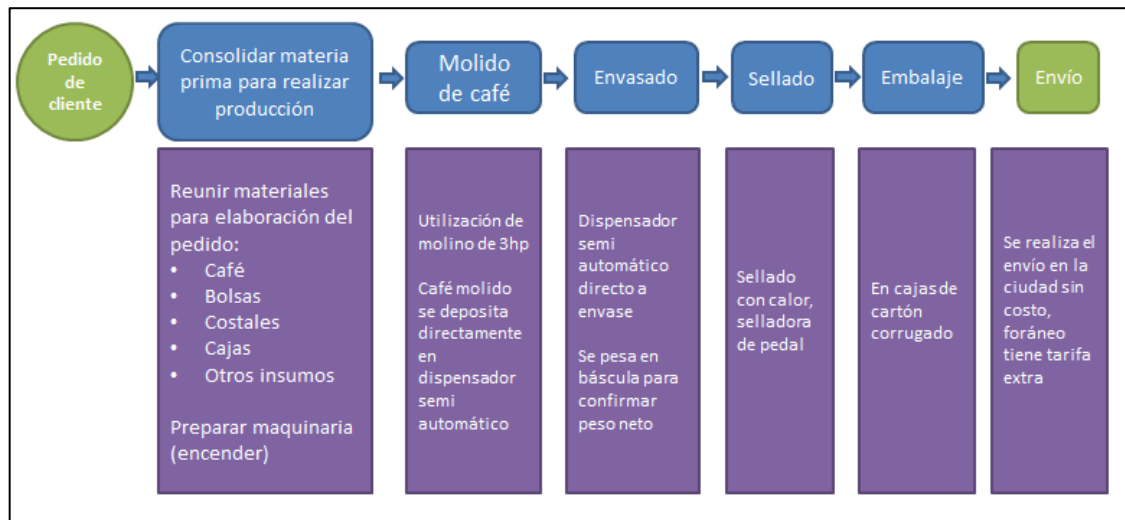 Pedido
de
cliente
Consolidar materia
prima para realizar
producción
Molido
de café
Envasado
Sellado
Embalaje
Envío
Reunir materiales
para elaboración del
pedido:
• Café
• Bolsas
• Costales
• Cajas
• Otros insumos
Preparar maquinaria
(encender)
Utilización de
molino de 3hp
Café molido
se deposita
directamente
en
dispensador
semi
automático
Dispensador
semi
automático
directo a
envase
Se pesa en
báscula para
confirmar
peso neto
Sellado
con calor,
selladora
de pedal
En cajas de
cartón
corrugado
Se realiza el
envío en la
ciudad sin
costo,
foráneo
tiene tarifa
extra